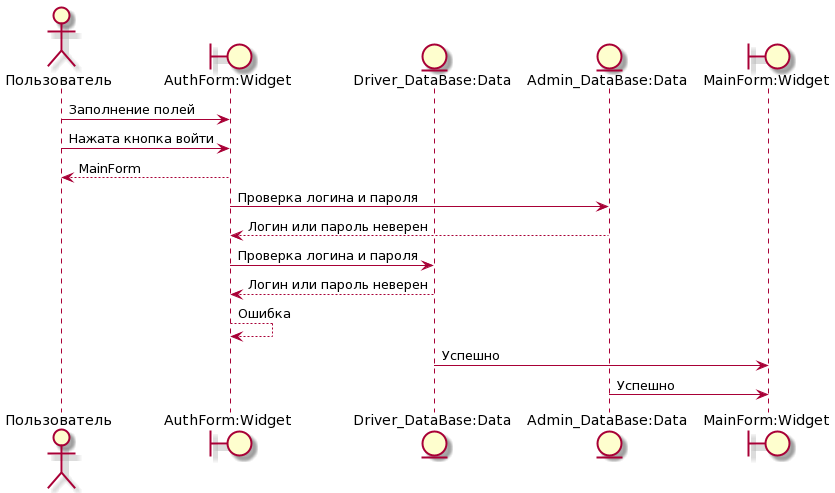 Пользователь AuthForm:Widget Driver_DataBase:Data Admin_DataBase:Data MainForm:Widget
Заполнение полей
Нажата кнопка войти
MainForm
Проверка логина и пароля
Логин или пароль неверен
Проверка логина и пароля
Логин или пароль неверен
Ошибка
Успешно
Успешно
Пользователь AuthForm:Widget Driver_DataBase:Data Admin_DataBase:Data MainForm:Widget